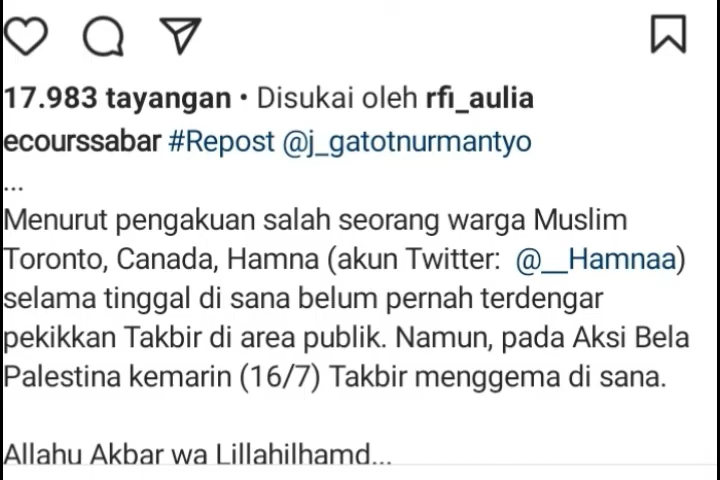 17.983 tayangan • Disukai oleh rfi_aulia
ecourssabar #Repost @j_gatotnurmantyo
...
Menurut pengakuan salah seorang warga Muslim
Toronto, Canada, Hamna (akun Twitter: @__Hamnaa)
selama tinggal di sana belum pernah terdengar
pekikkan Takbir di area publik. Namun, pada Aksi Bela
Palestina kemarin (16/7) Takbir menggema di sana.
Allahu Akbar wa Lillahilhamd...